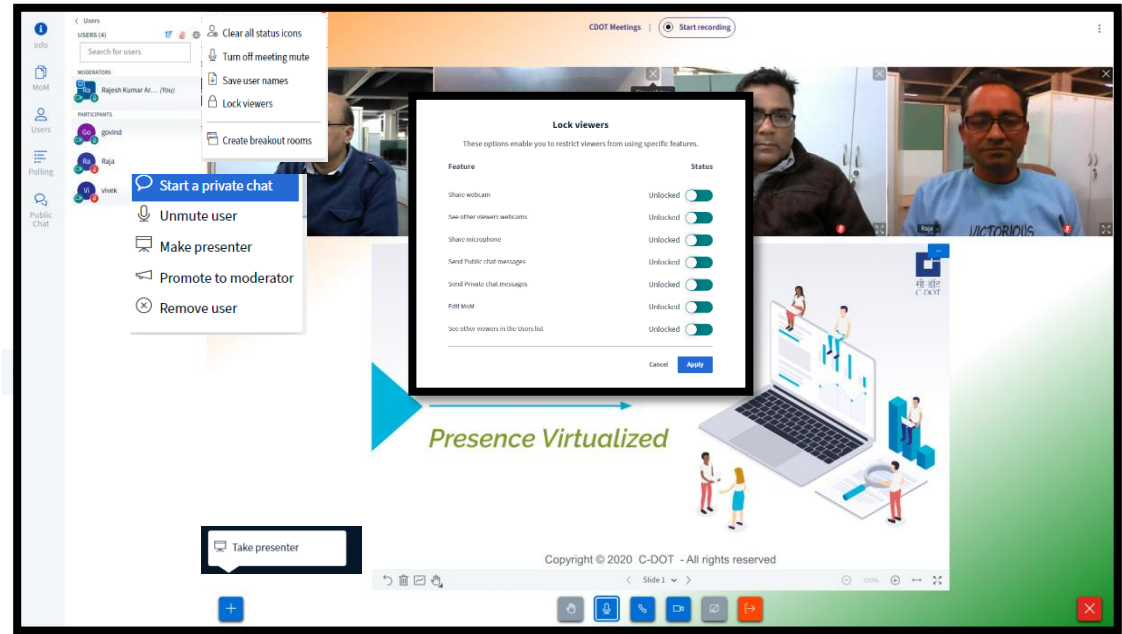 Info
MoM
Users
Polling
Public
Chat
< Users
USERS (4)
Search for users
MODERATORS
Ra
Rajesh Kumar Ar... (You)
PARTICIPANTS
Go
govind
Ra
Raja
Vi
vivek
Clear all status icons
Turn off meeting mute
Save user names
Lock viewers
Create breakout rooms
Start a private chat
Unmute user
Make presenter
Promote to moderator
Remove user
Take presenter
CDOT Meetings | Start recording
Lock viewers
These options enable you to restrict viewers from using specific features.
Feature Status
Share webcam Unlocked
See other viewers webcams Unlocked
Share microphone Unlocked
Send Public chat messages Unlocked
Send Private chat messages Unlocked
Edit MoM Unlocked
See other viewers in the Users list Unlocked
Cancel Apply
Raja
VICTORIOUS
सी-डॉट
C-DOT
Presence Virtualized
Copyright © 2020 C-DOT - All rights reserved
Slide 1
100%